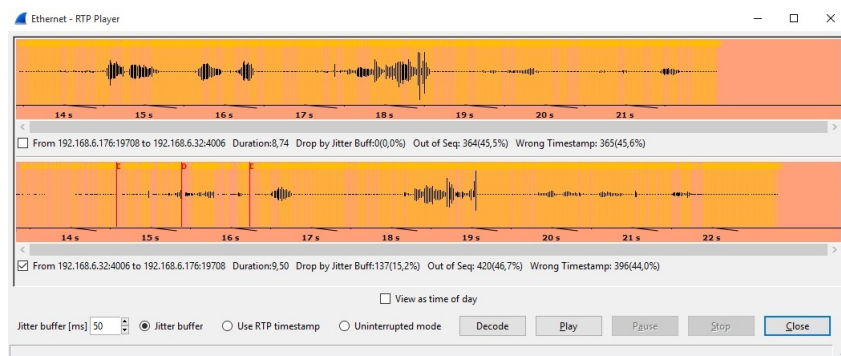 Ethernet - RTP Player
14 s 15 s 16 s 17 s 18 s 19 s 20 s 21 s
From 192.168.6.176:19708 to 192.168.6.32:4006 Duration:8,74 Drop by Jitter Buff:0(0,0%) Out of Seq: 364(45,5%) Wrong Timestamp: 365(45,6%)
D
14 s 15 s 16 s 17 s 18 s 19 s 20 s 21 s 22 s
From 192.168.6.32:4006 to 192.168.6.176:19708 Duration:9,50 Drop by Jitter Buff:137(15,2%) Out of Seq: 420(46,7%) Wrong Timestamp: 396(44,0%)
View as time of day
Jitter buffer [ms] 50 Jitter buffer Use RTP timestamp Uninterrupted mode Decode Play Pause Stop Close